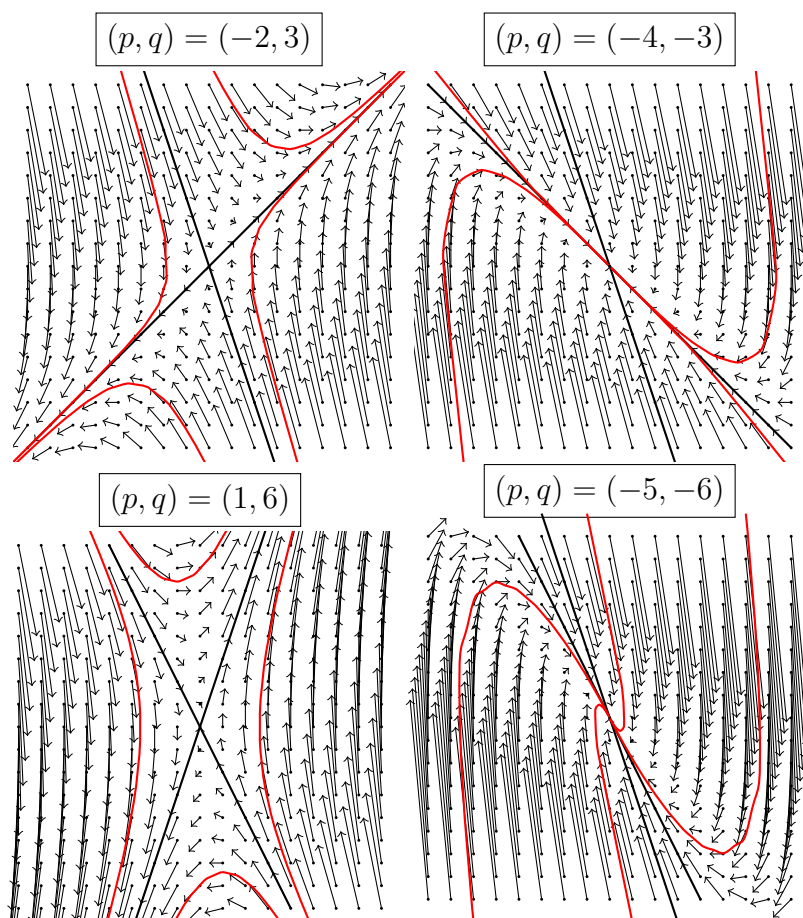 (p, q) = (−2, 3)
(p, q) = (−4, −3)
(p, q) = (1, 6)
(p, q) = (−5, −6)